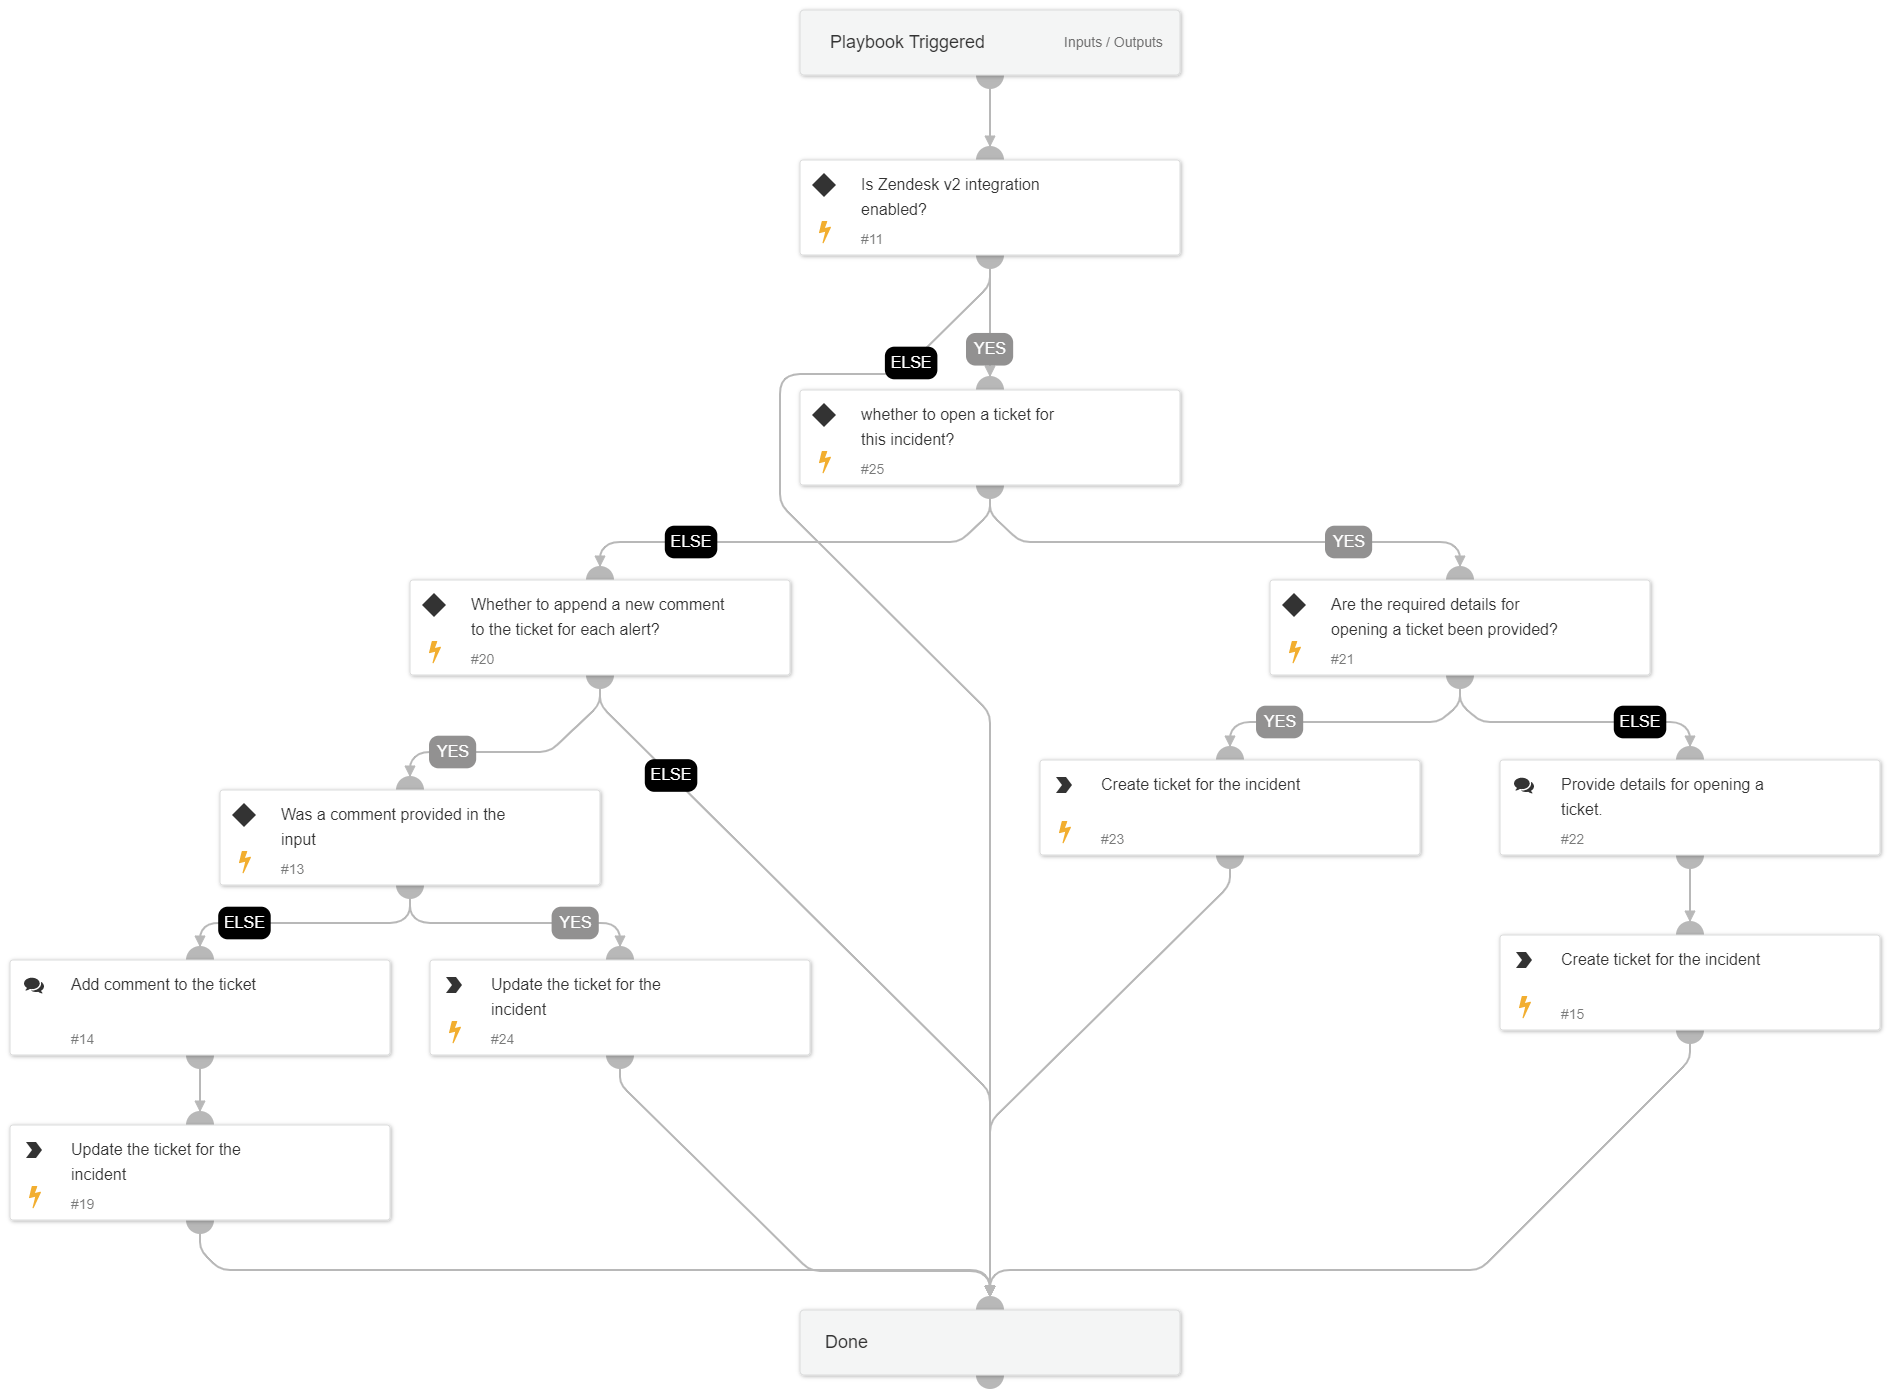 Playbook Triggered
Inputs / Outputs
Is Zendesk v2 integration
enabled?
#11
ELSE
YES
whether to open a ticket for
this incident?
#25
ELSE
YES
Whether to append a new comment
to the ticket for each alert?
#20
Are the required details for
opening a ticket been provided?
#21
YES
ELSE
YES
ELSE
Was a comment provided in the
input
#13
Create ticket for the incident
#23
Provide details for opening a
ticket.
#22
ELSE
YES
Add comment to the ticket
#14
Update the ticket for the
incident
#24
Create ticket for the incident
#15
Update the ticket for the
incident
#19
Done